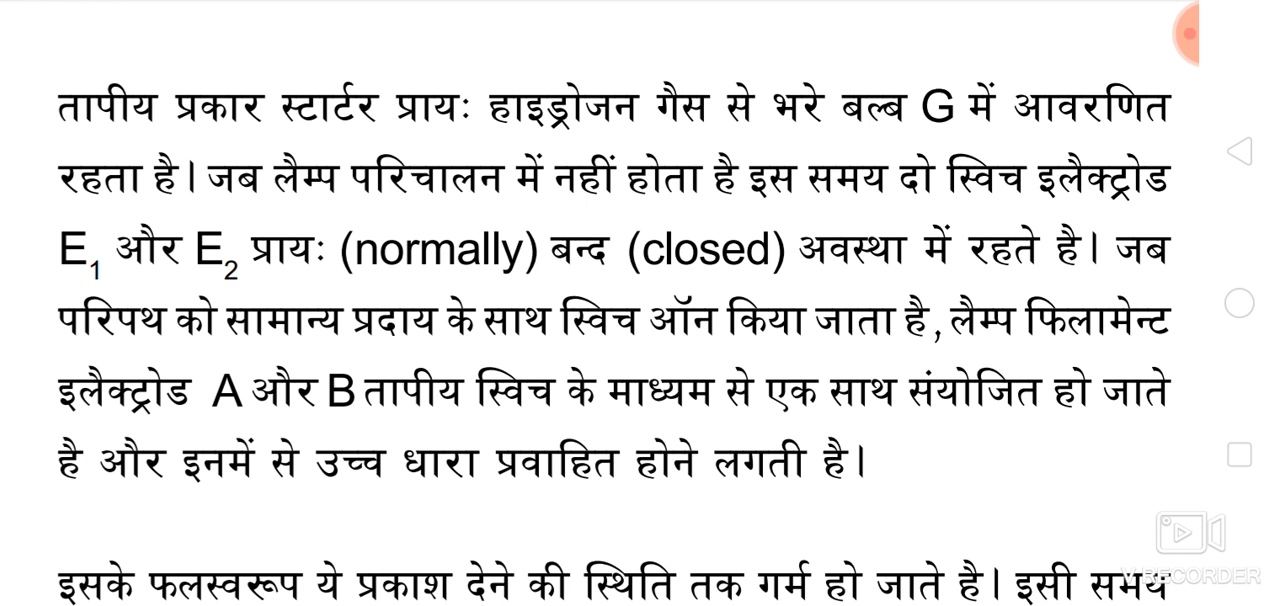 तापीय प्रकार स्टार्टर प्रायः हाइड्रोजन गैस से भरे बल्ब G में आवरणित
रहता है। जब लैम्प परिचालन में नहीं होता है इस समय दो स्विच इलैक्ट्रोड
E₁ और E₂ प्रायः (normally) बन्द (closed) अवस्था में रहते है। जब
परिपथ को सामान्य प्रदाय के साथ स्विच ऑन किया जाता है, लैम्प फिलामेन्ट
इलैक्ट्रोड A और B तापीय स्विच के माध्यम से एक साथ संयोजित हो जाते
है और इनमें से उच्च धारा प्रवाहित होने लगती है।
इसके फलस्वरूप ये प्रकाश देने की स्थिति तक गर्म हो जाते है। इसी समय
V RECORDER